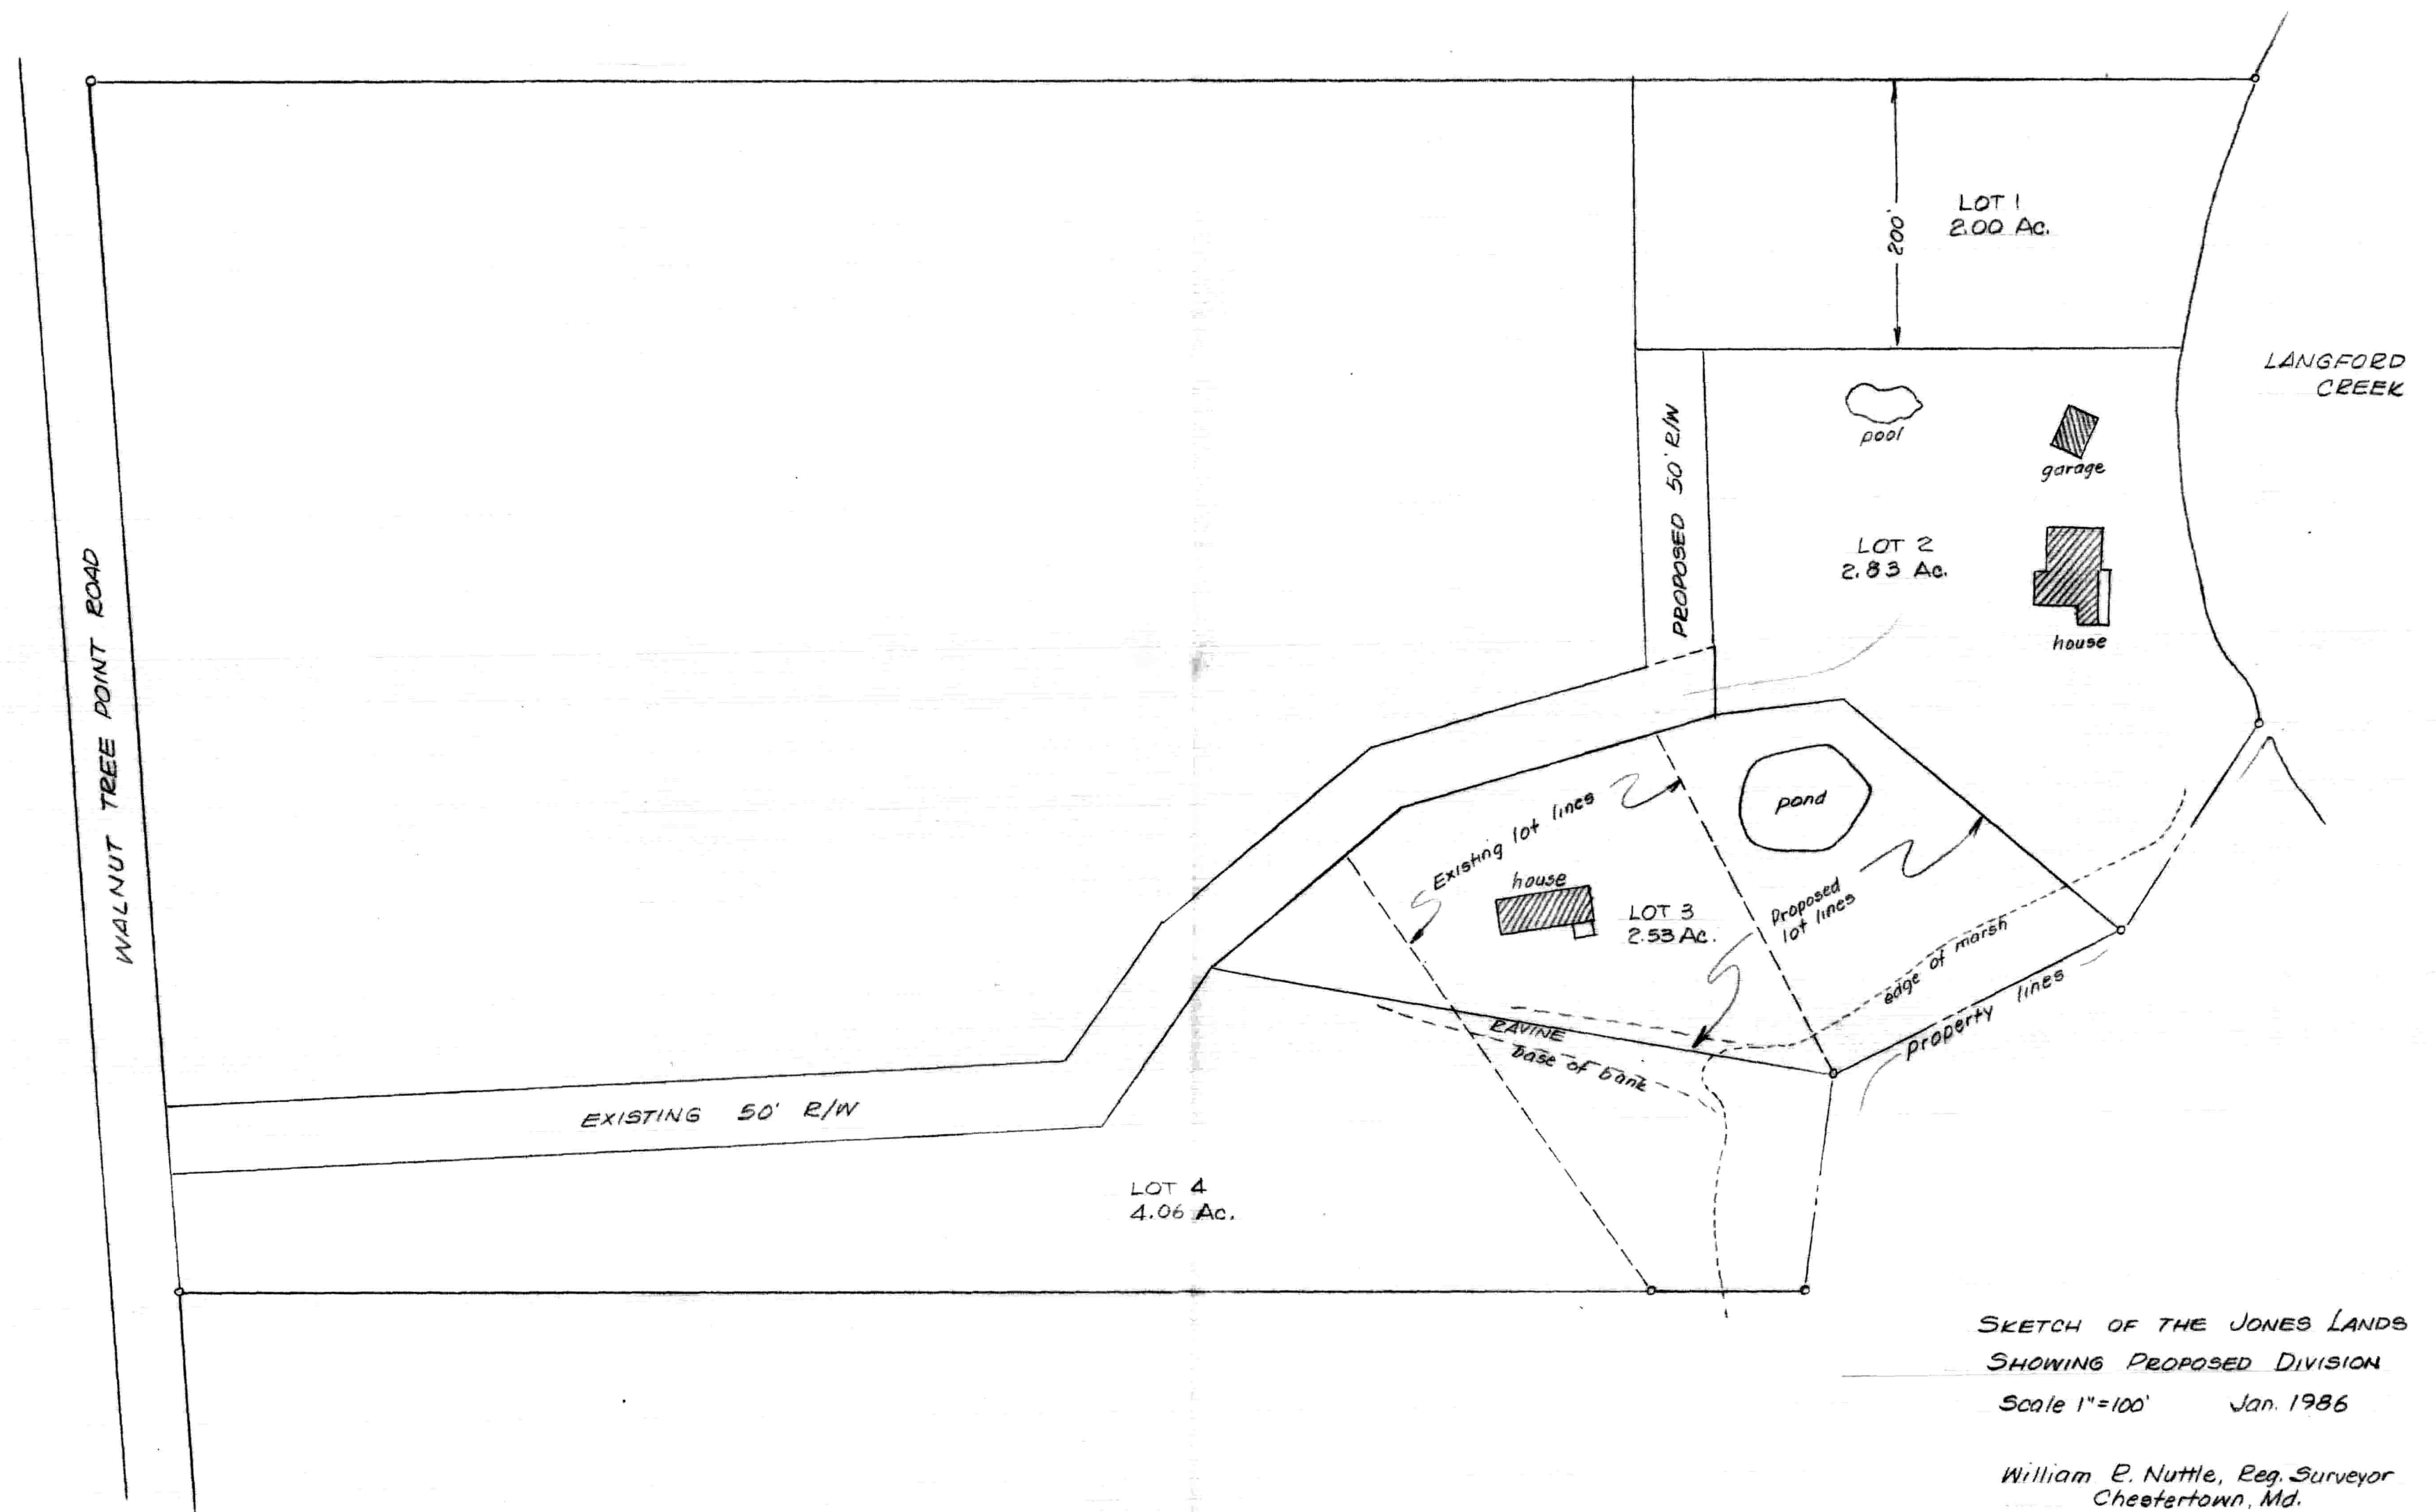 LOT 1
2.00 Ac.
200'
LANGFORD
CREEK
pool
garage
PROPOSED 50' R/W
LOT 2
2.83 Ac.
house
WALNUT TREE POINT ROAD
Existing lot lines
pond
house
LOT 3
2.53 Ac.
Proposed
lot lines
edge of marsh
property lines
RAVINE
base of bank
EXISTING 50' R/W
LOT 4
4.06 Ac.
SKETCH OF THE JONES LANDS
SHOWING PROPOSED DIVISION
Scale 1"=100' Jan. 1986
William R. Nuttle, Reg. Surveyor
Chestertown, Md.